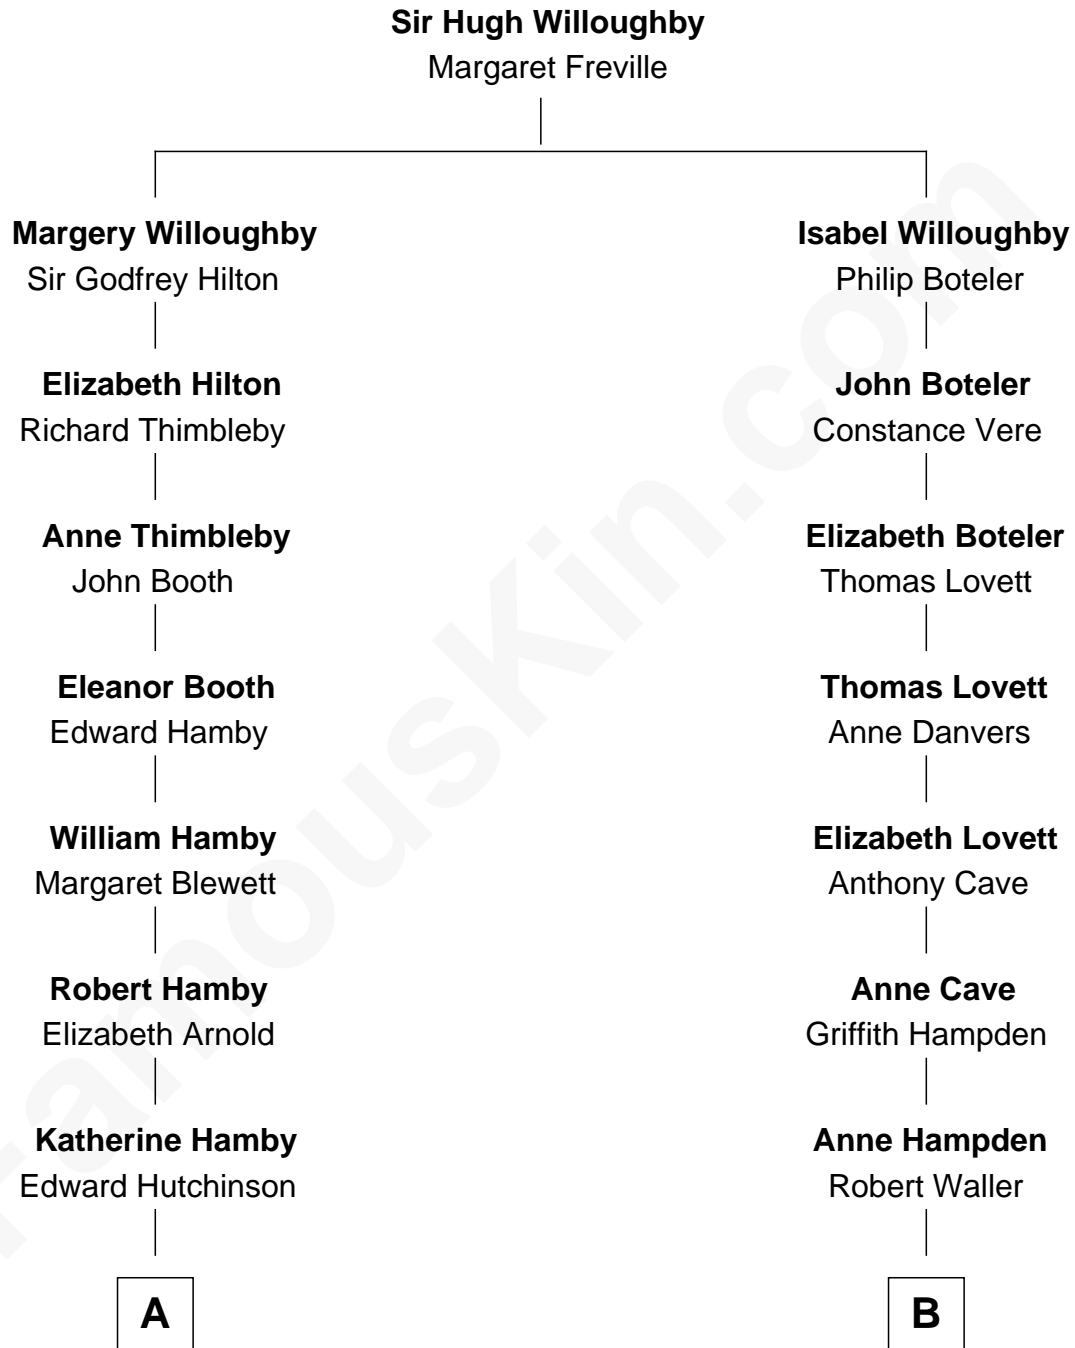 Sir Hugh Willoughby
Margaret Freville
Margery Willoughby
Sir Godfrey Hilton
Isabel Willoughby
Philip Boteler
Elizabeth Hilton
Richard Thimbleby
John Boteler
Constance Vere
Anne Thimbleby
John Booth
Elizabeth Boteler
Thomas Lovett
Eleanor Booth
Edward Hamby
Thomas Lovett
Anne Danvers
William Hamby
Margaret Blewett
Elizabeth Lovett
Anthony Cave
Robert Hamby
Elizabeth Arnold
Anne Cave
Griffith Hampden
Katherine Hamby
Edward Hutchinson
Anne Hampden
Robert Waller
A
B
FamousKin.com